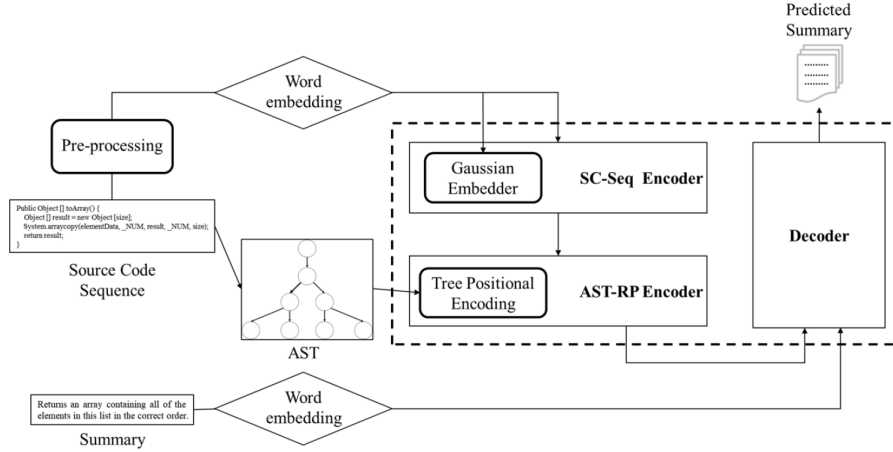 Predicted
Summary
Word
embedding
Pre-processing
Gaussian
Embedder
SC-Seq Encoder
Public Object [] toArray() {
Object [] result = new Object [size];
System.arraycopy(elementData, _NUM, result, _NUM, size);
return result;
}
Source Code
Sequence
Decoder
Tree Positional
Encoding
AST-RP Encoder
AST
Returns an array containing all of the
elements in this list in the correct order.
Summary
Word
embedding